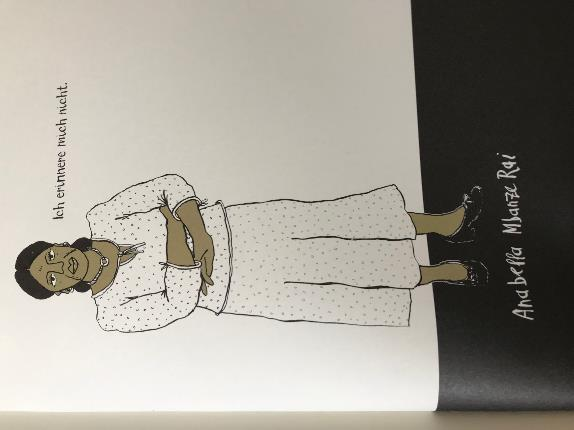 Ich erinnere mich nicht.
Anabella Mbanze Rai